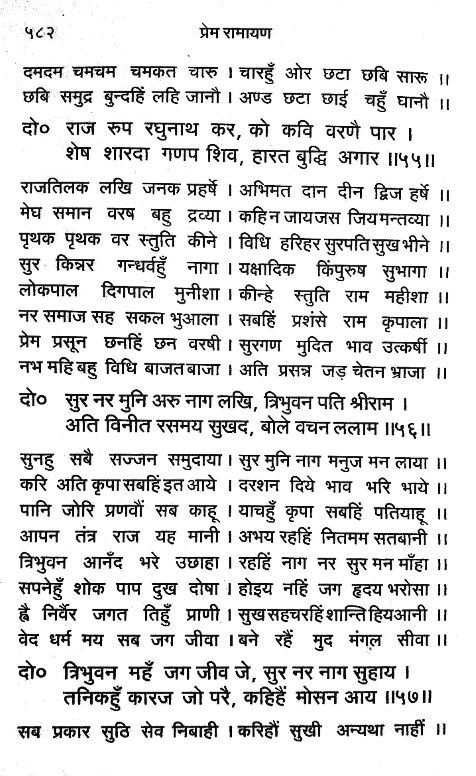 ५८२ प्रेम रामायण
दमदम चमचम चमकत चारू । चारहुँ ओर छटा छबि सारू ॥
छबि समुद्र बुन्दहिं लहि जानौ । अण्ड छटा छाई चहुँ घानौ ॥
दो० राज रुप रघुनाथ कर, को कवि वरणै पार ।
शेष शारदा गणप शिव, हारत बुद्धि अगार ॥५५॥
राजतिलक लखि जनक प्रहर्षे । अभिमत दान दीन द्विज हर्षे ॥
मेघ समान वरष बहु द्रव्या । कहि न जाय जस जिय मन्तव्या ॥
पृथक पृथक वर स्तुति कीने । विधि हरिहर सुरपति सुख भीने ॥
सुर किन्नर गन्धर्वहुँ नागा । यक्षादिक किंपुरुष सुभागा ॥
लोकपाल दिगपाल मुनीशा । कीन्हे स्तुति राम महीशा ॥
नर समाज सह सकल भुआला । सबहिं प्रशंसे राम कृपाला ॥
प्रेम प्रसून छनहिं छन वरषी । सुरगण मुदित भाव उत्कर्षी ॥
नभ महि बहु विधि बाजत बाजा । अति प्रसन्न जड़ चेतन भ्राजा ॥
दो० सुर नर मुनि अरु नाग लखि, त्रिभुवन पति श्रीराम ।
अति विनीत रसमय सुखद, बोले वचन ललाम ॥५६॥
सुनहु सबै सज्जन समुदाया । सुर मुनि नाग मनुज मन लाया ॥
करि अति कृपा सबहिं इत आये । दरशन दिये भाव भरि भाये ॥
पानि जोरि प्रणवौं सब काहू । याचहुँ कृपा सबहिं पतियाहू ॥
आपन तंत्र राज यह मानी । अभय रहहिं नितमम सतबानी ॥
त्रिभुवन आनँद भरे उछाहा । रहहिं नाग नर सुर मन माँहा ॥
सपनेहुँ शोक पाप दुख दोषा । होइय नहिं जग हृदय भरोसा ॥
ह्वै निर्वैर जगत तिहुँ प्राणी । सुख सहचरहिं शान्ति हिय आनी ॥
वेद धर्म मय सब जग जीवा । बने रहैं मुद मंगल सीवा ॥
दो० त्रिभुवन महँ जग जीव जे, सुर नर नाग सुहाय ।
तनिकहुँ कारज जो परै, कहिहैं मोसन आय ॥५७॥
सब प्रकार सुठि सेव निबाही । करिहौं सुखी अन्यथा नाहीं ॥